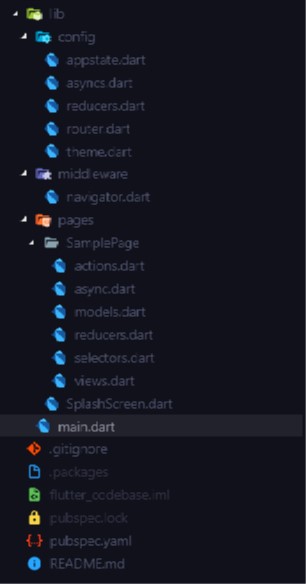 lib
config
appstate.dart
asyncs.dart
reducers.dart
router.dart
theme.dart
middleware
navigator.dart
pages
SamplePage
actions.dart
async.dart
models.dart
reducers.dart
selectors.dart
views.dart
SplashScreen.dart
main.dart
.gitignore
.packages
flutter_codebase.iml
pubspec.lock
pubspec.yaml
README.md